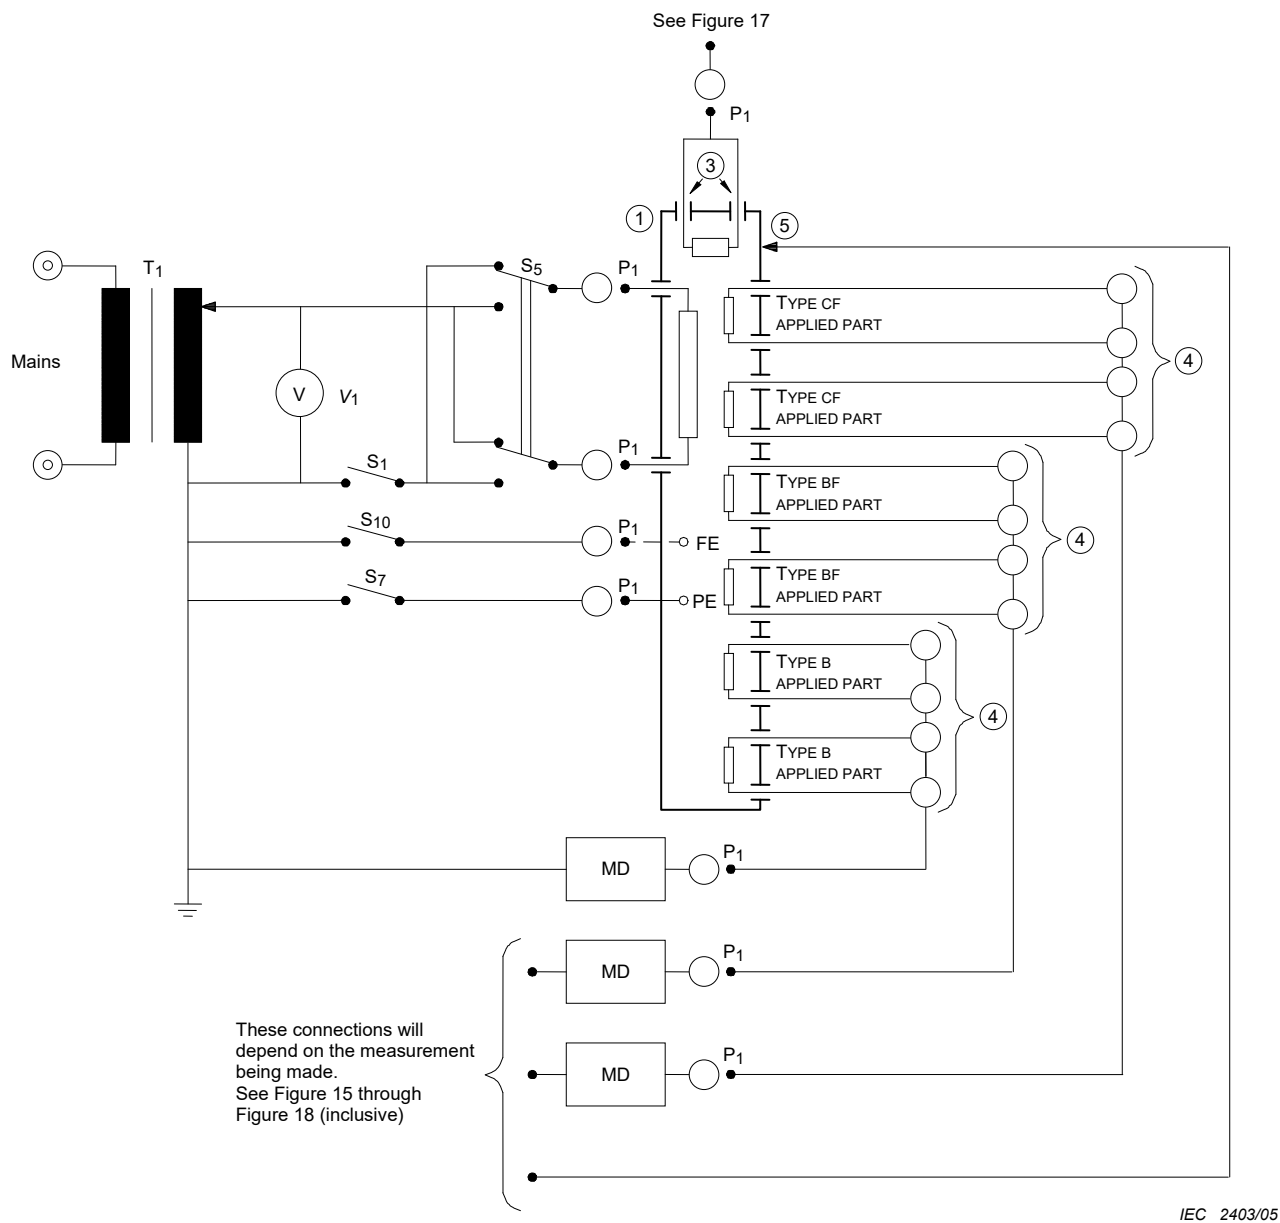 See Figure 17
P1
3
1
5
T1
S5
P1
TYPE CF
APPLIED PART
4
Mains
V
V1
TYPE CF
APPLIED PART
P1
S1
TYPE BF
APPLIED PART
4
S10
P1
FE
TYPE BF
APPLIED PART
S7
P1
PE
TYPE B
APPLIED PART
4
TYPE B
APPLIED PART
MD
P1
MD
P1
These connections will
depend on the measurement
being made.
See Figure 15 through
Figure 18 (inclusive)
MD
P1
IEC 2403/05